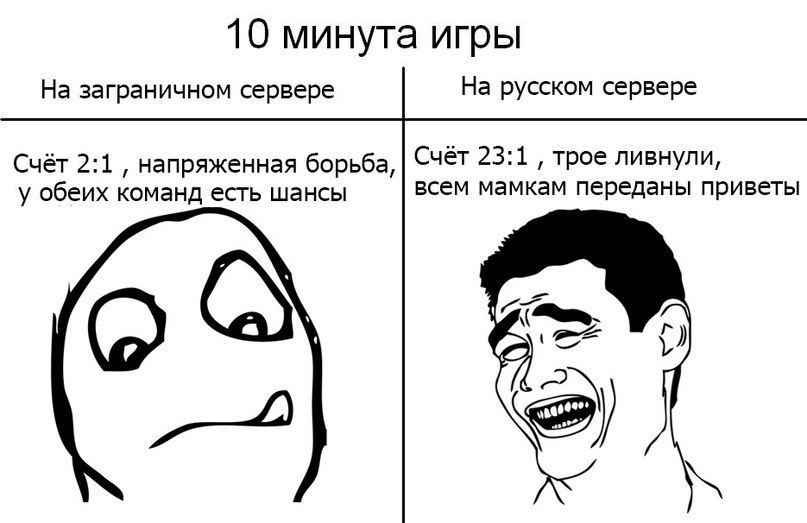 10 минута игры
На заграничном сервере
На русском сервере
Счёт 2:1 , напряженная борьба,
у обеих команд есть шансы
Счёт 23:1 , трое ливнули,
всем мамкам переданы приветы